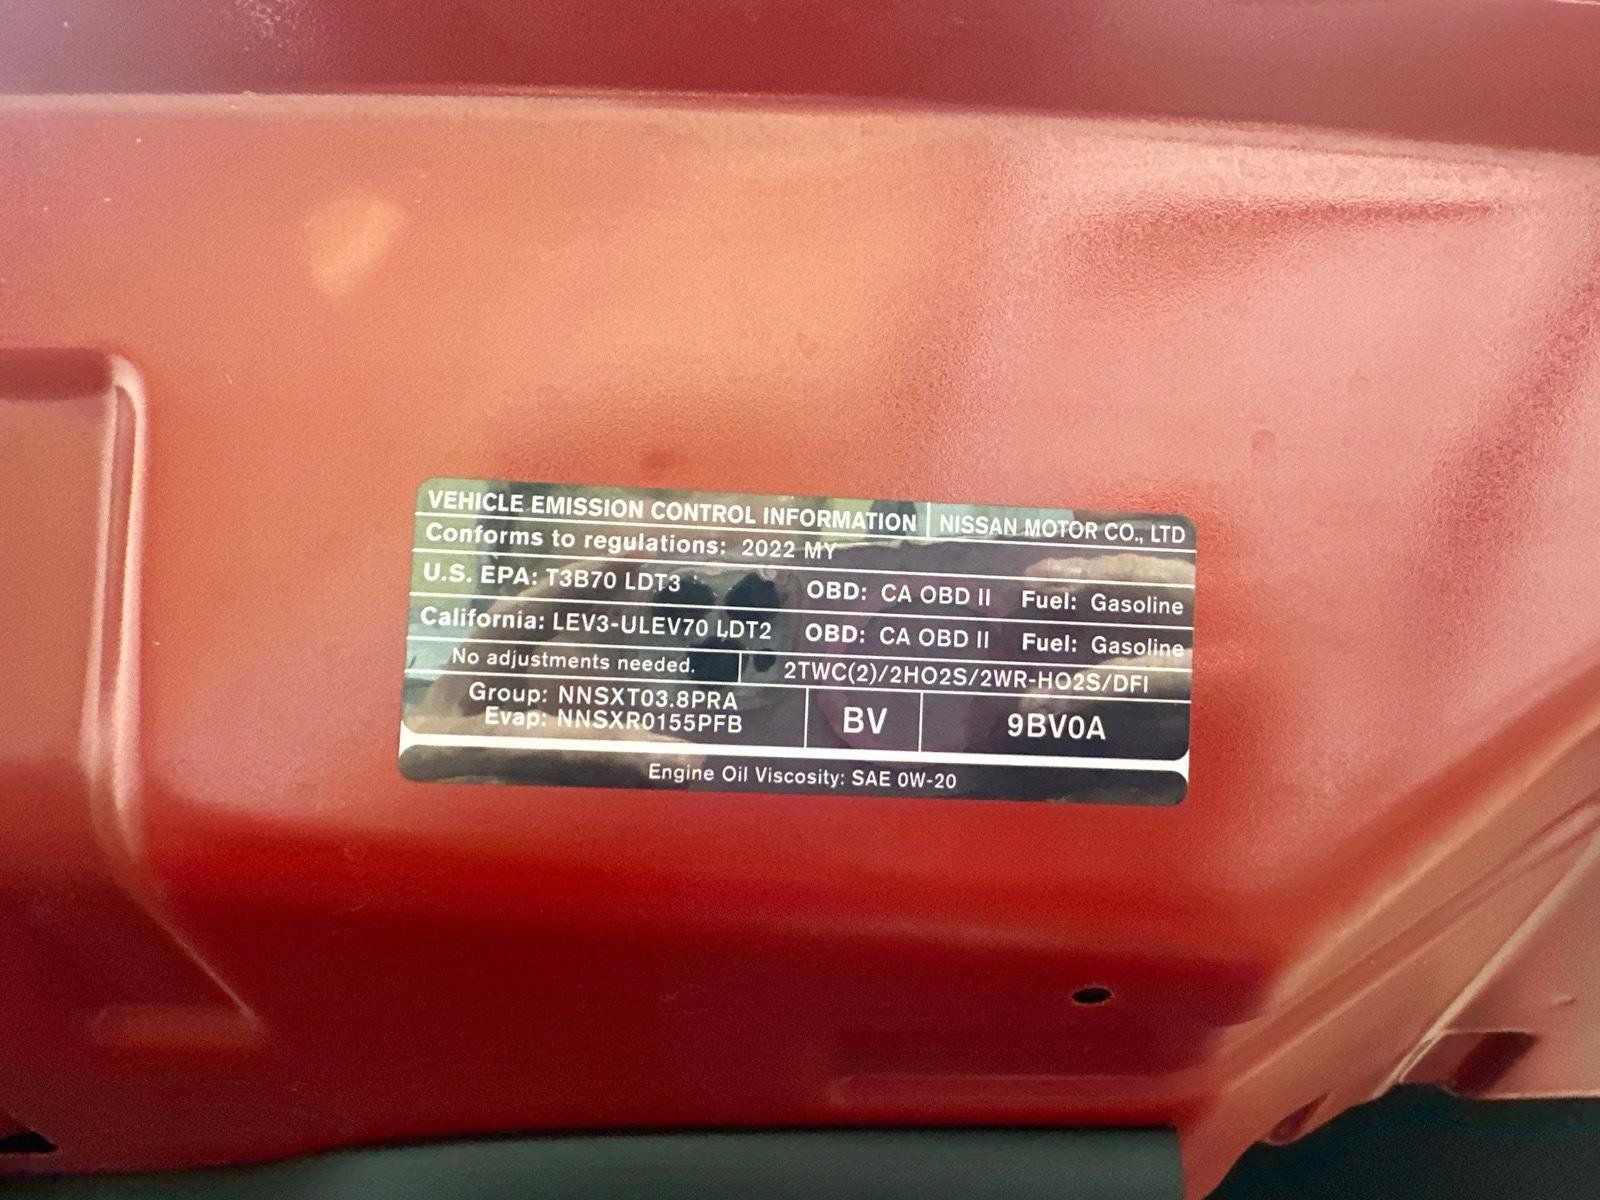 VEHICLE EMISSION CONTROL INFORMATION NISSAN MOTOR CO., LTD
Conforms to regulations: 2022 MY
U.S. EPA: T3B70 LDT3 OBD: CA OBD II Fuel: Gasoline
California: LEV3-ULEV70 LDT2 OBD: CA OBD II Fuel: Gasoline
No adjustments needed. 2TWC(2)/2HO2S/2WR-HO2S/DFI
Group: NNSXT03.8PRA
Evap: NNSXR0155PFB
BV 9BV0A
Engine Oil Viscosity: SAE 0W-20